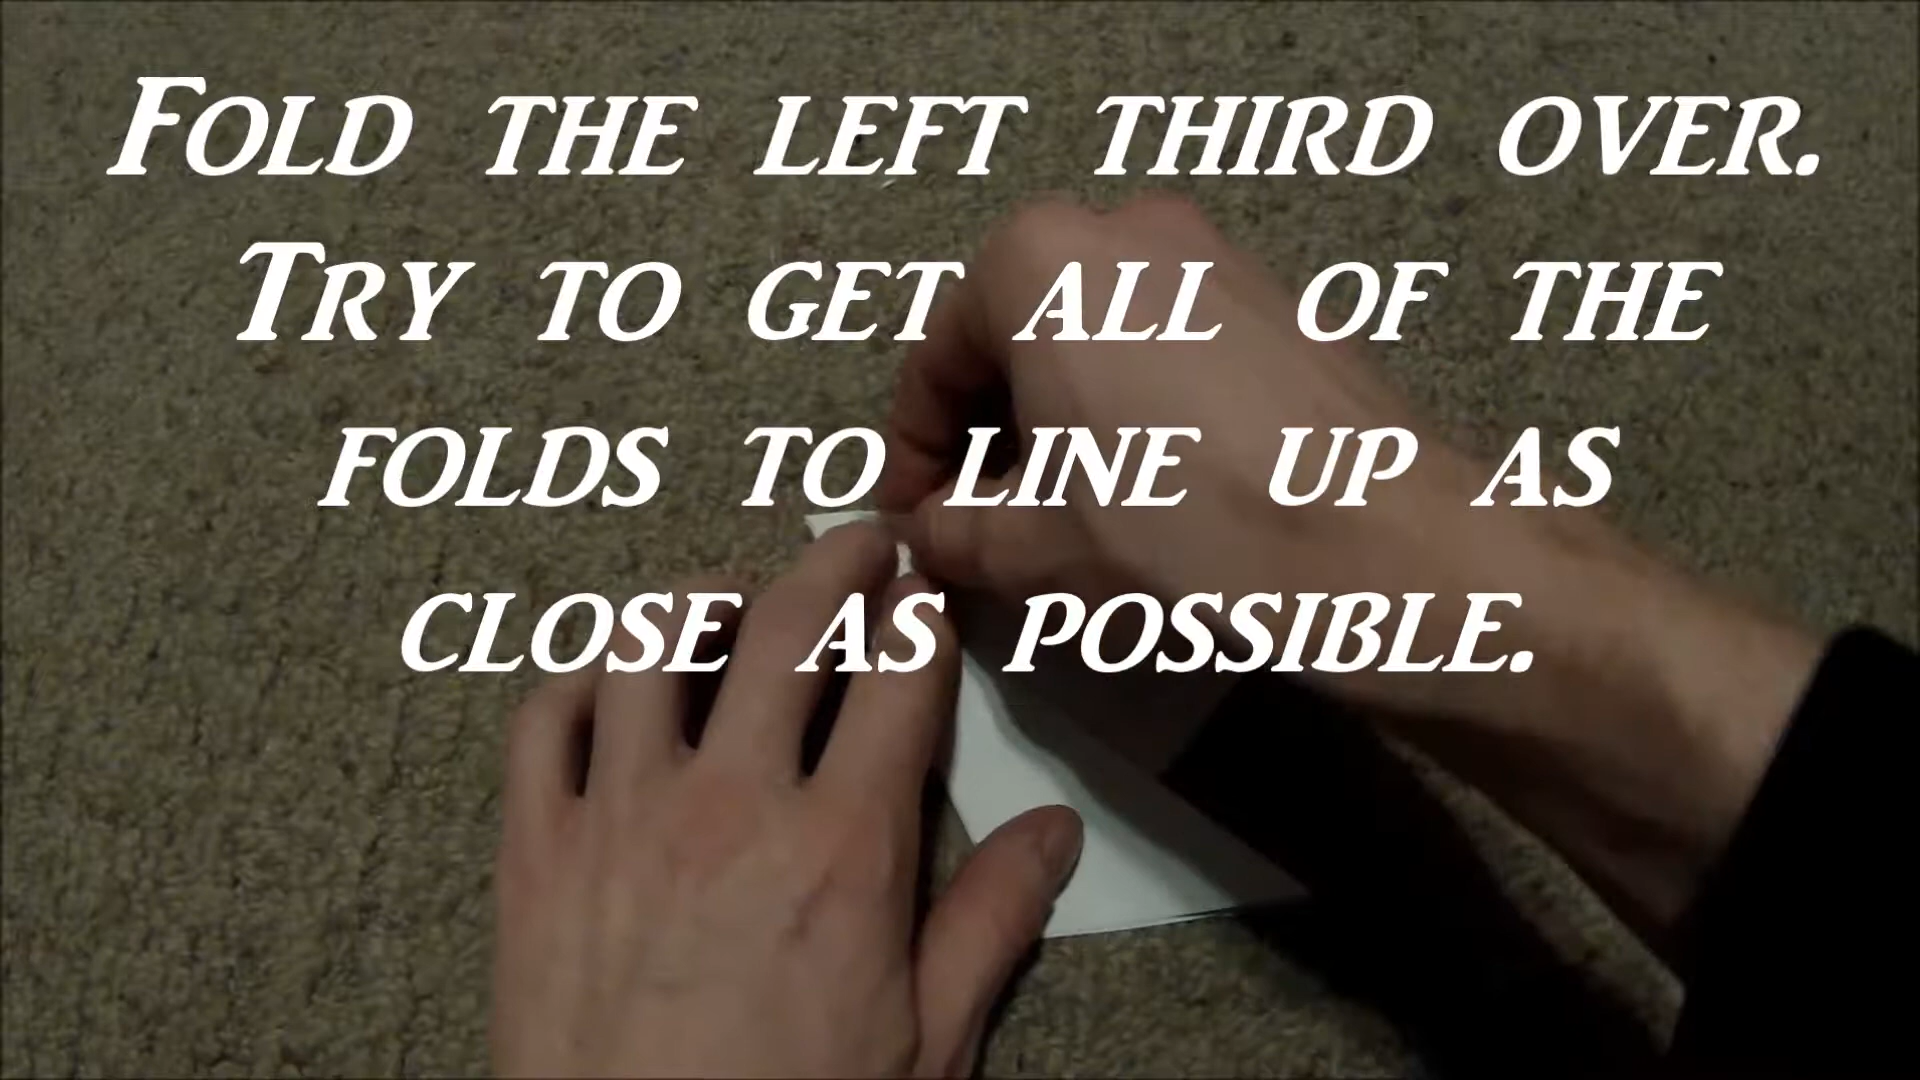 Fold the left third over.
Try to get all of the
folds to line up as
close as possible.